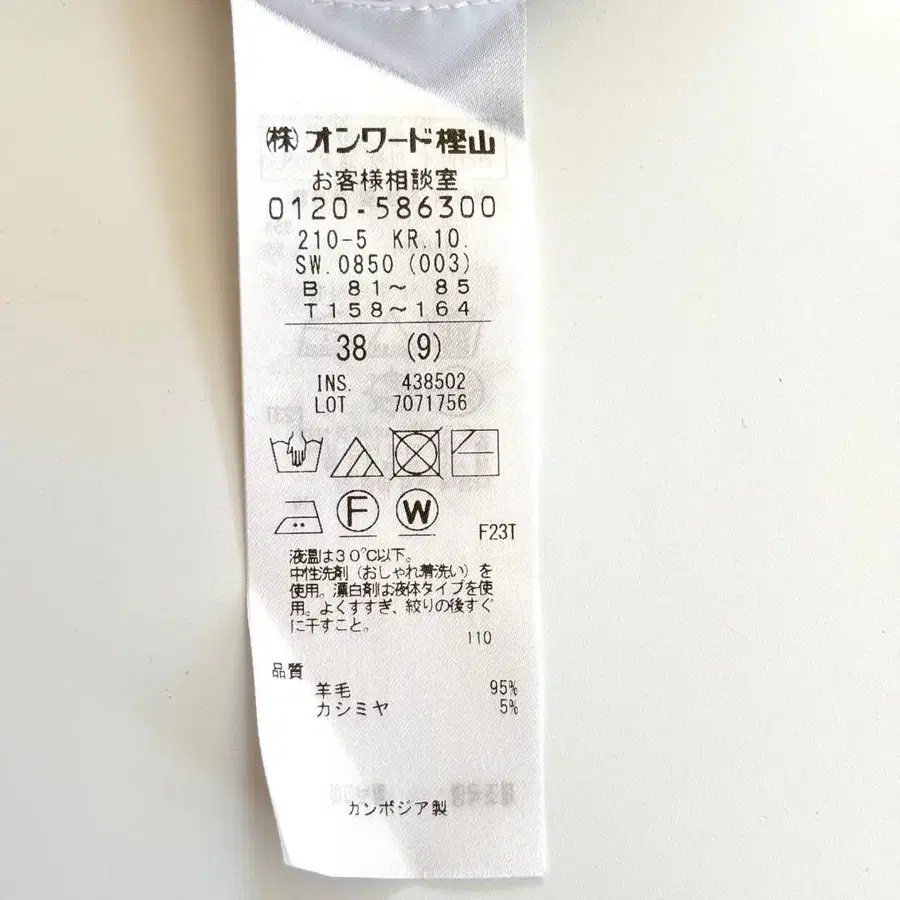 ㈱オンワード樫山
お客様相談室
0120-586300
210-5 KR.10.
SW.0850 (003)
B 81〜 85
T158〜164
38 (9)
INS. 438502
LOT 7071756
F W
F23T
液温は30℃以下。
中性洗剤（おしゃれ着洗い）を
使用。漂白剤は液体タイプを使
用。よくすすぎ、絞りの後すぐ
に干すこと。
110
品質
羊毛 95%
カシミヤ 5%
カンボジア製